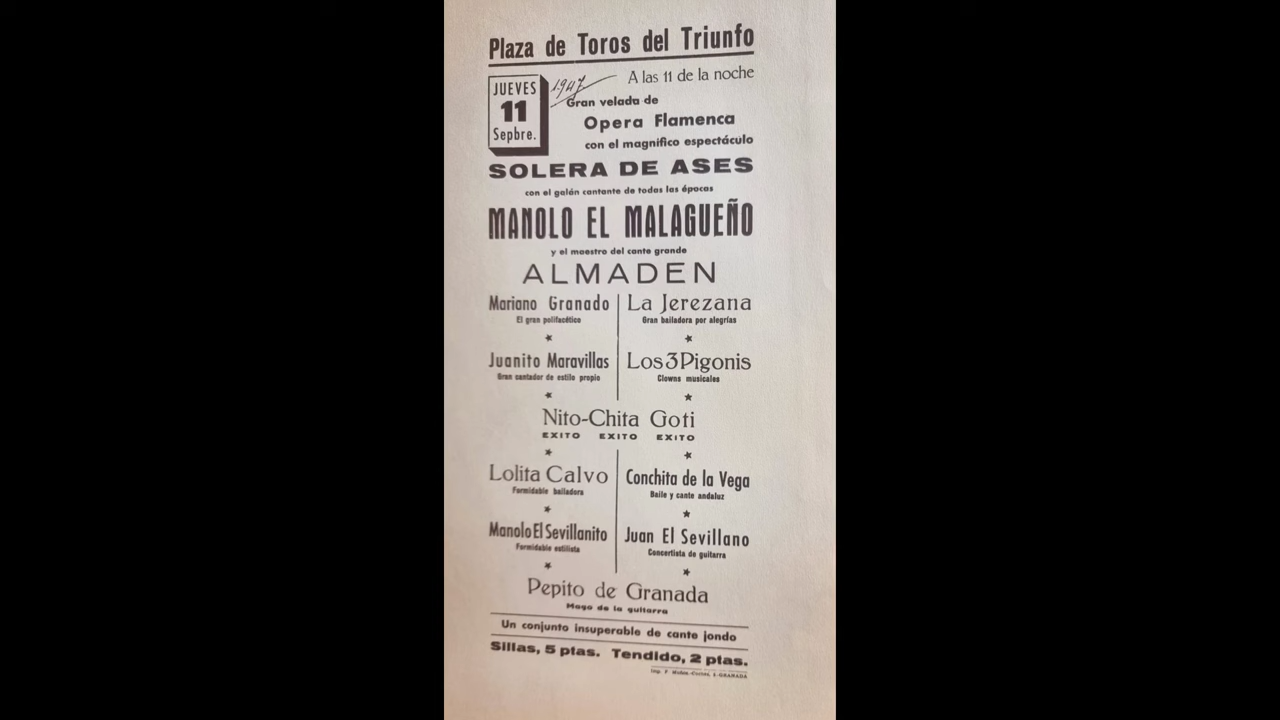 Plaza de Toros del Triunfo
JUEVES
11
Sepbre.
1947
A las 11 de la noche
Gran velada de
Opera Flamenca
con el magnífico espectáculo
SOLERA DE ASES
con el galán cantante de todas las épocas
MANOLO EL MALAGUEÑO
y el maestro del cante grande
ALMADEN
Mariano Granado
El gran polifacético
La Jerezana
Gran bailadora por alegrías
Juanito Maravillas
Gran cantador de estilo propio
Los 3 Pigonis
Clowns musicales
Nito-Chita Goti
EXITO EXITO EXITO
Lolita Calvo
Formidable bailadora
Conchita de la Vega
Baile y cante andaluz
Manolo El Sevillanito
Formidable estilista
Juan El Sevillano
Concertista de guitarra
Pepito de Granada
Mago de la guitarra
Un conjunto insuperable de cante jondo
Sillas, 5 ptas. Tendido, 2 ptas.
Imp. F. GRANADA